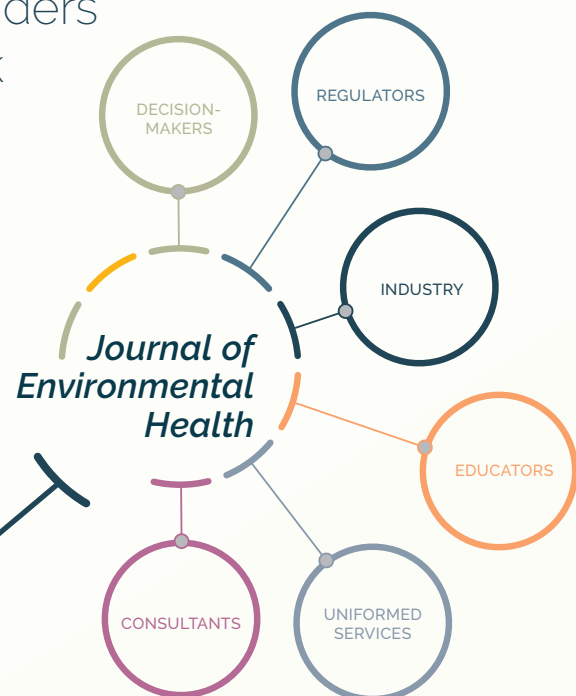 DECISION-
MAKERS
REGULATORS
INDUSTRY
Journal of
Environmental
Health
EDUCATORS
CONSULTANTS
UNIFORMED
SERVICES